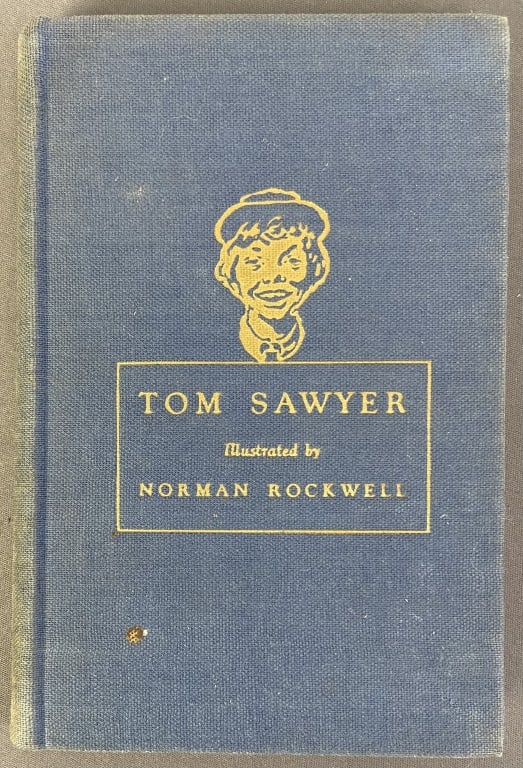 TOM SAWYER
Illustrated by
NORMAN ROCKWELL